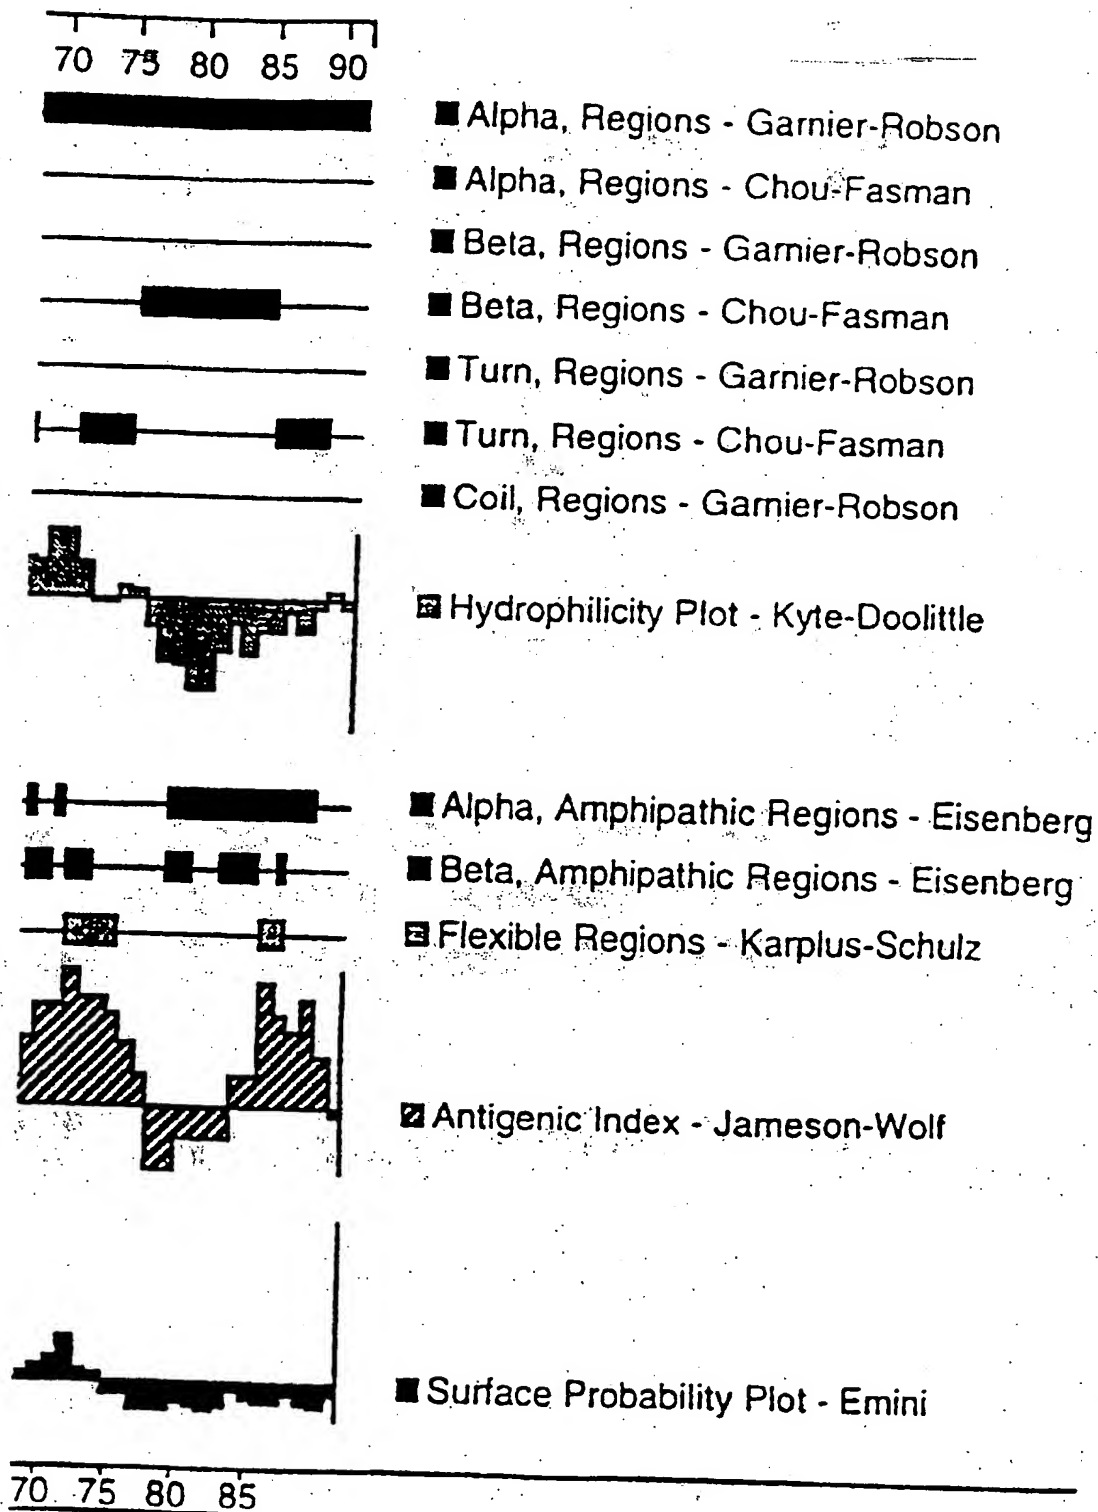 70 75 80 85 90
Alpha, Regions - Garnier-Robson
Alpha, Regions - Chou-Fasman
Beta, Regions - Garnier-Robson
Beta, Regions - Chou-Fasman
Turn, Regions - Garnier-Robson
Turn, Regions - Chou-Fasman
Coil, Regions - Garnier-Robson
Hydrophilicity Plot - Kyte-Doolittle
Alpha, Amphipathic Regions - Eisenberg
Beta, Amphipathic Regions - Eisenberg
Flexible Regions - Karplus-Schulz
Antigenic Index - Jameson-Wolf
Surface Probability Plot - Emini
70 75 80 85